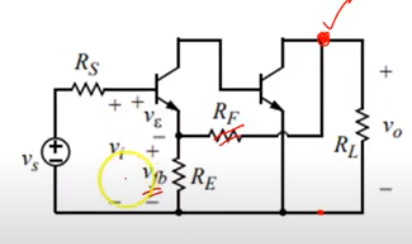 R_S
+ +
v_ε
−
R_F
+
v_s
v_i
+
v_fb
R_E
R_L
v_o
− −
−